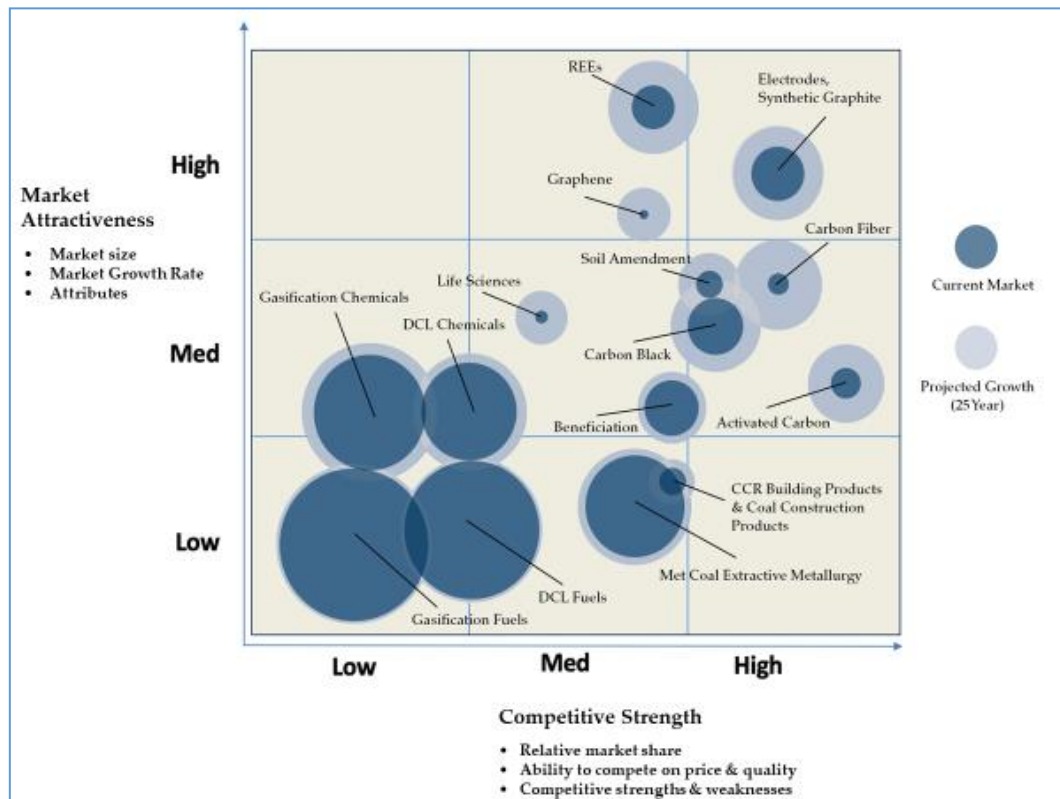 REEs
Electrodes,
Synthetic Graphite
High
Graphene
Market
Attractiveness
• Market size
• Market Growth Rate
• Attributes
Carbon Fiber
Soil Amendment
Life Sciences
Gasification Chemicals
DCL Chemicals
Current Market
Med
Carbon Black
Projected Growth
(25 Year)
Beneficiation
Activated Carbon
CCR Building Products
& Coal Construction
Products
Low
Met Coal Extractive Metallurgy
DCL Fuels
Gasification Fuels
Low
Med
High
Competitive Strength
• Relative market share
• Ability to compete on price & quality
• Competitive strengths & weaknesses